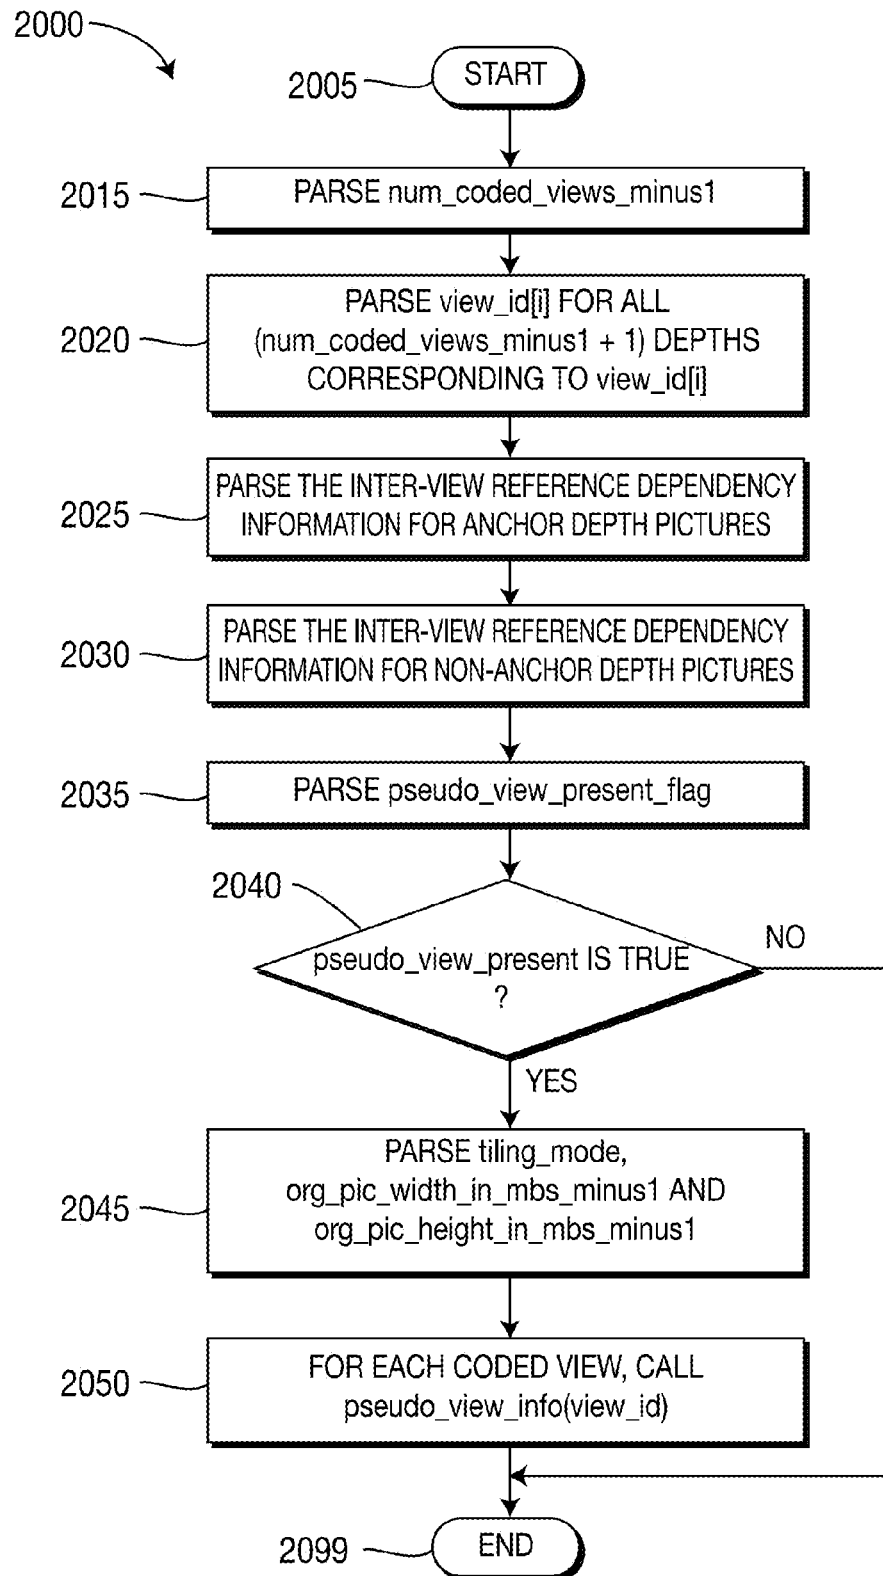 2000
2005
START
2015
PARSE num_coded_views_minus1
2020
PARSE view_id[i] FOR ALL
(num_coded_views_minus1 + 1) DEPTHS
CORRESPONDING TO view_id[i]
2025
PARSE THE INTER-VIEW REFERENCE DEPENDENCY
INFORMATION FOR ANCHOR DEPTH PICTURES
2030
PARSE THE INTER-VIEW REFERENCE DEPENDENCY
INFORMATION FOR NON-ANCHOR DEPTH PICTURES
2035
PARSE pseudo_view_present_flag
2040
pseudo_view_present IS TRUE
?
NO
YES
2045
PARSE tiling_mode,
org_pic_width_in_mbs_minus1 AND
org_pic_height_in_mbs_minus1
2050
FOR EACH CODED VIEW, CALL
pseudo_view_info(view_id)
2099
END